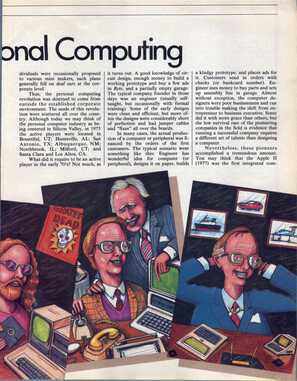 onal Computing
dividuals were occasionally proposed
to various mini makers, such plans
generally fell on deaf ears at the cor-
porate level.
Thus, the personal computing
revolution was destined to come from
outside the established corporate
environment. The seeds of this revolu-
tion were scattered all over the coun-
try. Although today we may think of
the personal computer industry as be-
ing centered in Silicon Valley, in 1975
the active players were located in
Bountiful, UT; Huntsville, AL; San
Antonio, TX; Albuquerque, NM;
Northbrook, IL; Milford, CT; and
Santa Clara and Los Altos, CA.
What did it require to be an active
player in the early '70's? Not much, as
it turns out. A good knowledge of cir-
cuit design, enough money to build a
working prototype and buy a few ads
in Byte, and a partially empty garage.
The typical company founder in those
days was an engineer (usually self
taught, but occasionally with formal
training). Some of the early designs
were clean and efficient, but most of-
ten the designs were considerably short
of perfection and had jumper cables
and "fixes" all over the boards.
In many cases, the actual produc-
tion of a computer or peripheral was fi-
nanced by the orders of the first
customers. The typical scenario went
something like this: Engineer has
wonderful idea for computer (or
peripheral), designs it on paper, builds
a kludgy prototype, and places ads for
it. Customers send in orders with
checks (or bankcard number). En-
gineer uses money to buy parts and sets
up assembly line in garage. Almost
without exception, the computer de-
signers were poor businessmen and ran
into trouble making the shift from en-
trepreneur to business executive. Some
did it with more grace than others, but
the low survival rate of the pioneering
companies in the field is evidence that
running a successful company requires
a different set of talents than designing
a computer.
Nevertheless, these pioneers
accomplished a tremendous amount.
You may think that the Apple II
(1977) was the first integrated com-